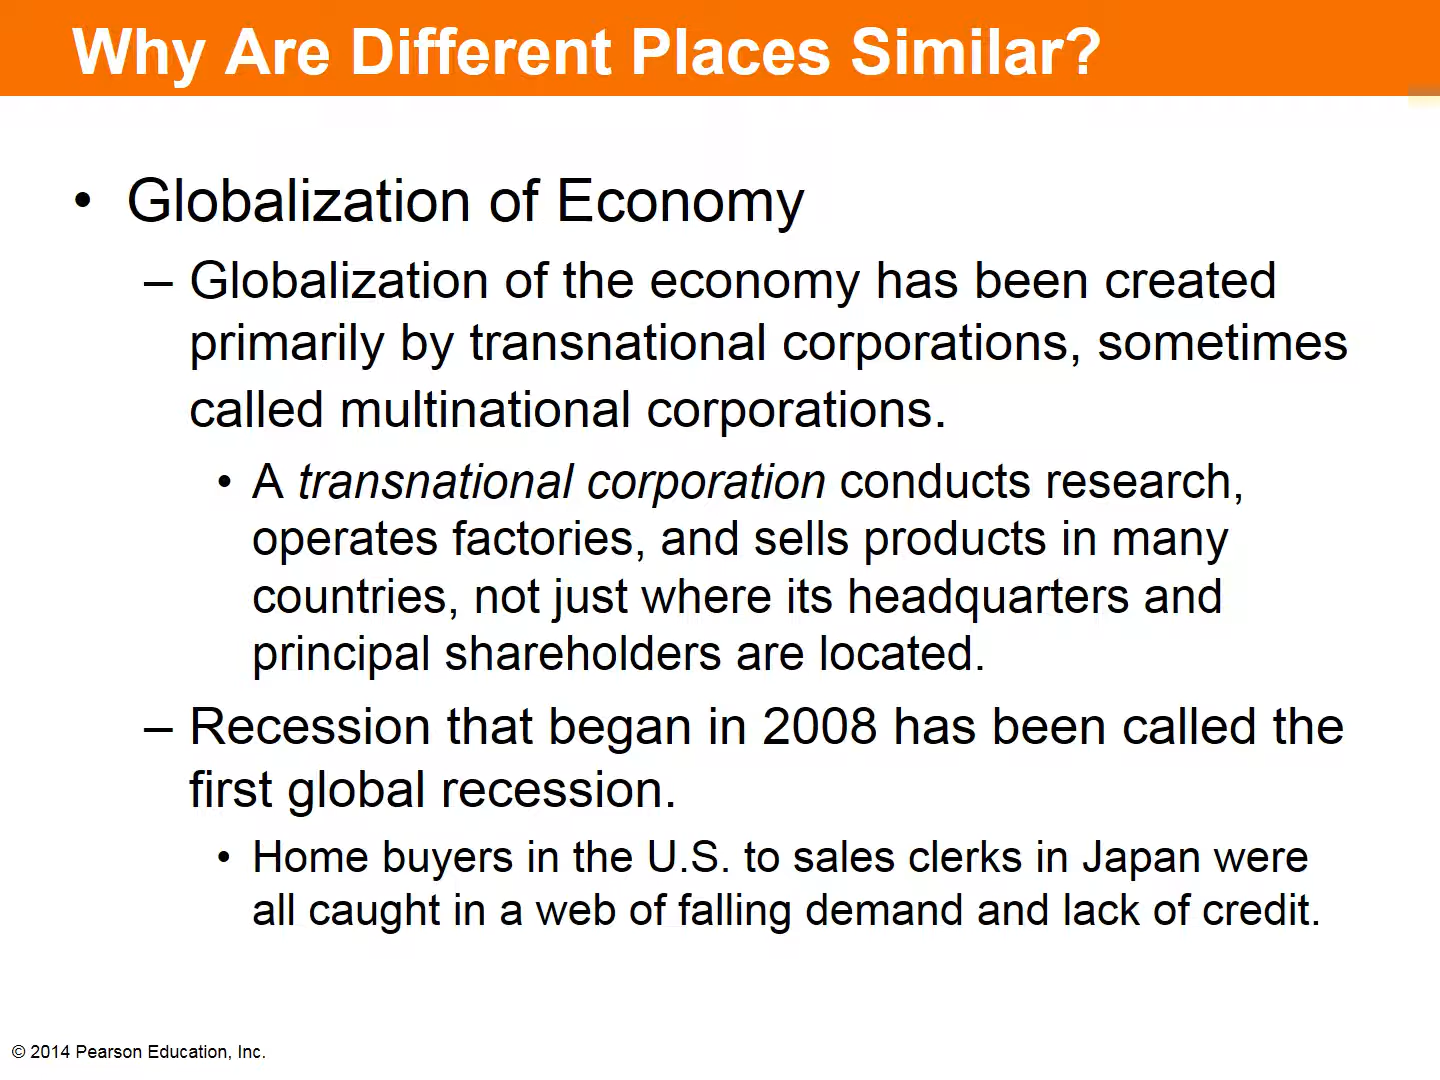 Why Are Different Places Similar?
• Globalization of Economy
– Globalization of the economy has been created
primarily by transnational corporations, sometimes
called multinational corporations.
• A transnational corporation conducts research,
operates factories, and sells products in many
countries, not just where its headquarters and
principal shareholders are located.
– Recession that began in 2008 has been called the
first global recession.
• Home buyers in the U.S. to sales clerks in Japan were
all caught in a web of falling demand and lack of credit.
© 2014 Pearson Education, Inc.